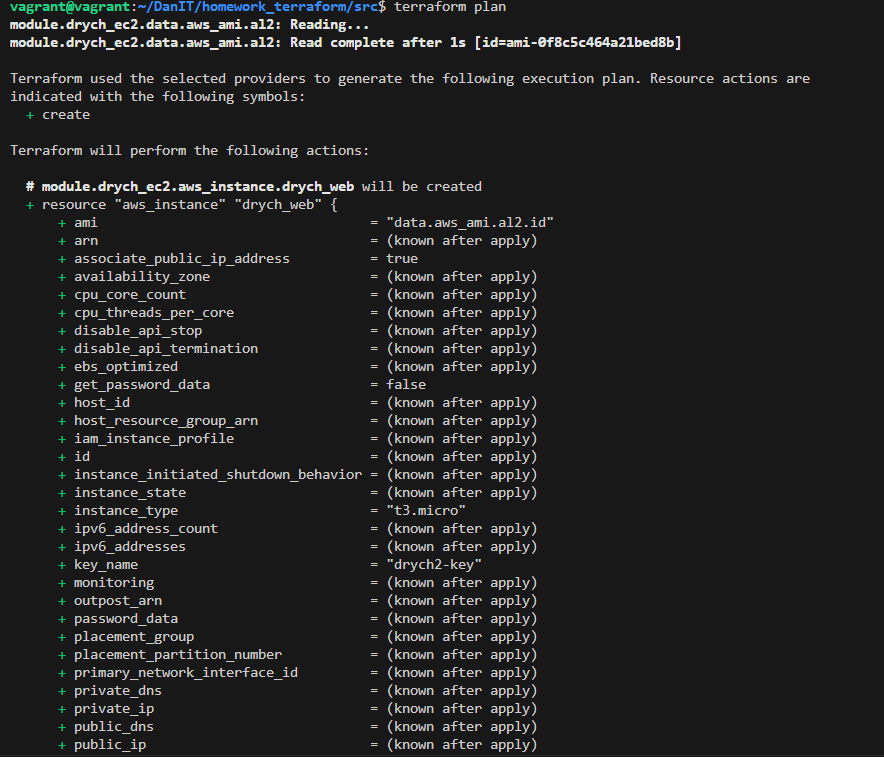 vagrant@vagrant:~/DanIT/homework_terraform/src$ terraform plan
module.drych_ec2.data.aws_ami.al2: Reading...
module.drych_ec2.data.aws_ami.al2: Read complete after 1s [id=ami-0f8c5c464a21bed8b]

Terraform used the selected providers to generate the following execution plan. Resource actions are
indicated with the following symbols:
  + create

Terraform will perform the following actions:

  # module.drych_ec2.aws_instance.drych_web will be created
  + resource "aws_instance" "drych_web" {
      + ami                                  = "data.aws_ami.al2.id"
      + arn                                  = (known after apply)
      + associate_public_ip_address          = true
      + availability_zone                    = (known after apply)
      + cpu_core_count                       = (known after apply)
      + cpu_threads_per_core                 = (known after apply)
      + disable_api_stop                     = (known after apply)
      + disable_api_termination              = (known after apply)
      + ebs_optimized                        = (known after apply)
      + get_password_data                    = false
      + host_id                              = (known after apply)
      + host_resource_group_arn              = (known after apply)
      + iam_instance_profile                 = (known after apply)
      + id                                   = (known after apply)
      + instance_initiated_shutdown_behavior = (known after apply)
      + instance_state                       = (known after apply)
      + instance_type                        = "t3.micro"
      + ipv6_address_count                   = (known after apply)
      + ipv6_addresses                       = (known after apply)
      + key_name                             = "drych2-key"
      + monitoring                           = (known after apply)
      + outpost_arn                          = (known after apply)
      + password_data                        = (known after apply)
      + placement_group                      = (known after apply)
      + placement_partition_number           = (known after apply)
      + primary_network_interface_id         = (known after apply)
      + private_dns                          = (known after apply)
      + private_ip                           = (known after apply)
      + public_dns                           = (known after apply)
      + public_ip                            = (known after apply)